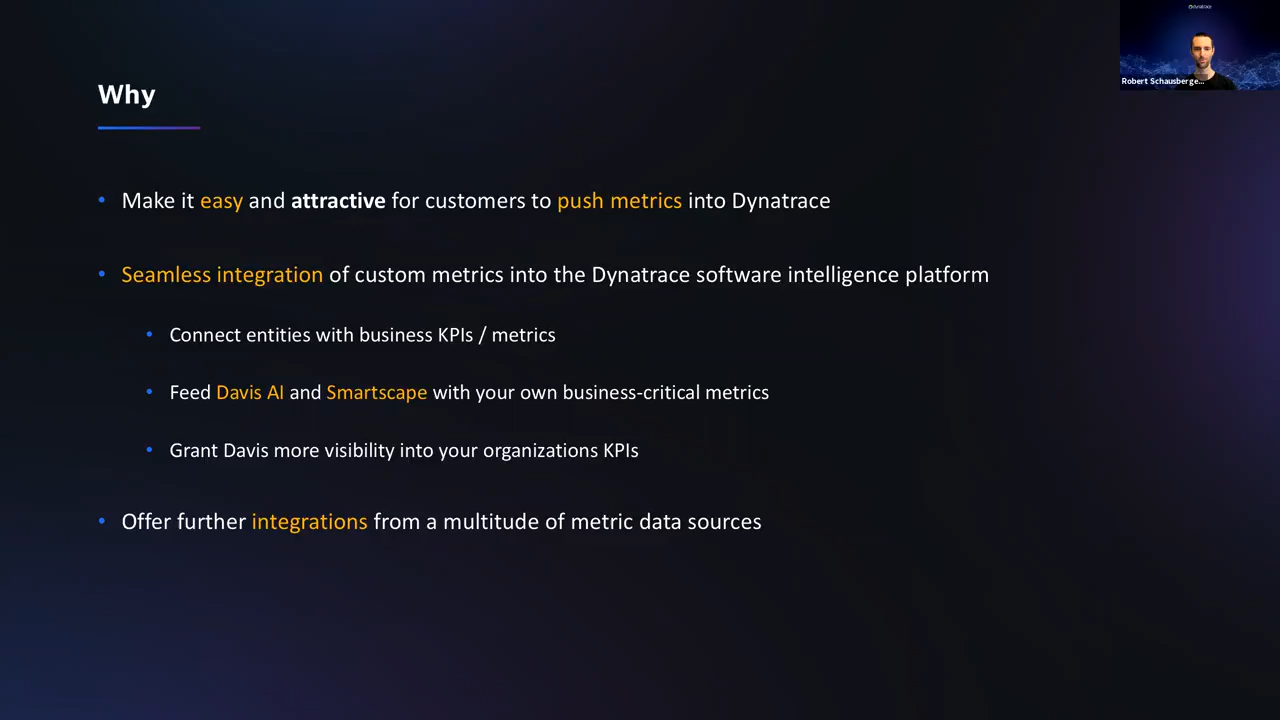 Robert Schausberge...
Why
• Make it easy and attractive for customers to push metrics into Dynatrace
• Seamless integration of custom metrics into the Dynatrace software intelligence platform
• Connect entities with business KPIs / metrics
• Feed Davis AI and Smartscape with your own business-critical metrics
• Grant Davis more visibility into your organizations KPIs
• Offer further integrations from a multitude of metric data sources